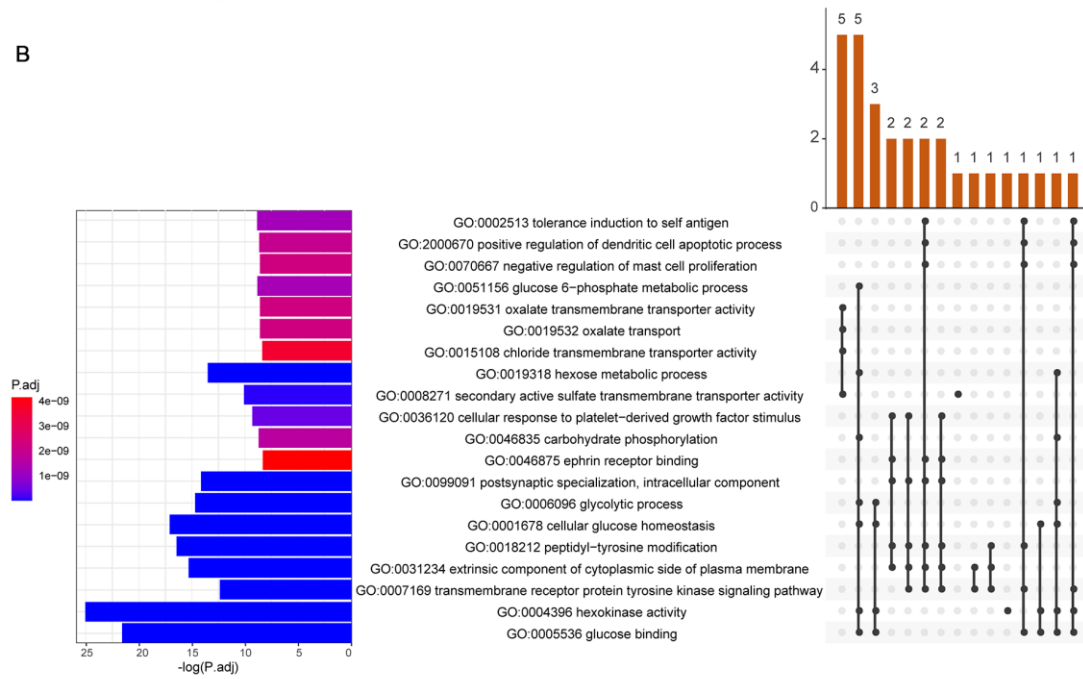 B
5 5 3 2 2 2 2 1 1 1 1 1 1 1 1
4
2
0
GO:0002513 tolerance induction to self antigen
GO:2000670 positive regulation of dendritic cell apoptotic process
GO:0070667 negative regulation of mast cell proliferation
GO:0051156 glucose 6−phosphate metabolic process
GO:0019531 oxalate transmembrane transporter activity
GO:0019532 oxalate transport
GO:0015108 chloride transmembrane transporter activity
GO:0019318 hexose metabolic process
GO:0008271 secondary active sulfate transmembrane transporter activity
GO:0036120 cellular response to platelet−derived growth factor stimulus
GO:0046835 carbohydrate phosphorylation
GO:0046875 ephrin receptor binding
GO:0099091 postsynaptic specialization, intracellular component
GO:0006096 glycolytic process
GO:0001678 cellular glucose homeostasis
GO:0018212 peptidyl−tyrosine modification
GO:0031234 extrinsic component of cytoplasmic side of plasma membrane
GO:0007169 transmembrane receptor protein tyrosine kinase signaling pathway
GO:0004396 hexokinase activity
GO:0005536 glucose binding
P.adj
4e−09
3e−09
2e−09
1e−09
25 20 15 10 5 0
-log(P.adj)